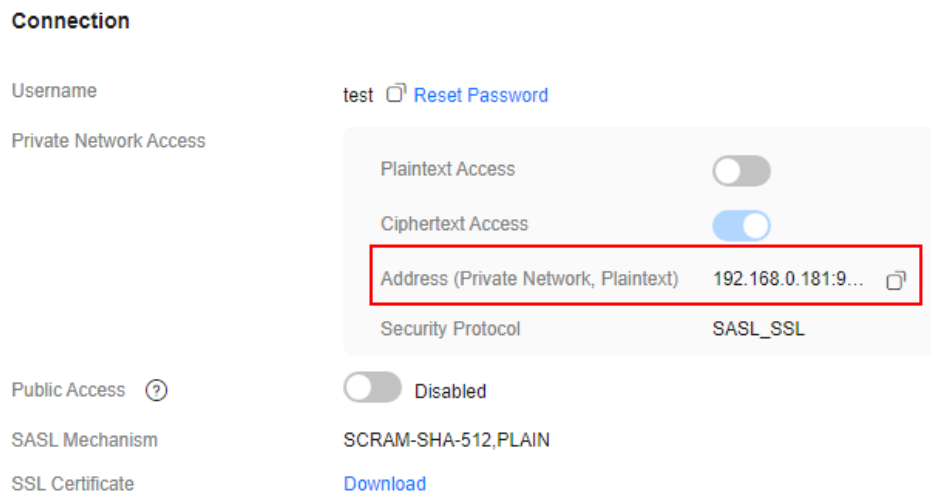 Connection
Username test Reset Password
Private Network Access
Plaintext Access
Ciphertext Access
Address (Private Network, Plaintext) 192.168.0.181:9...
Security Protocol SASL_SSL
Public Access ? Disabled
SASL Mechanism SCRAM-SHA-512,PLAIN
SSL Certificate Download